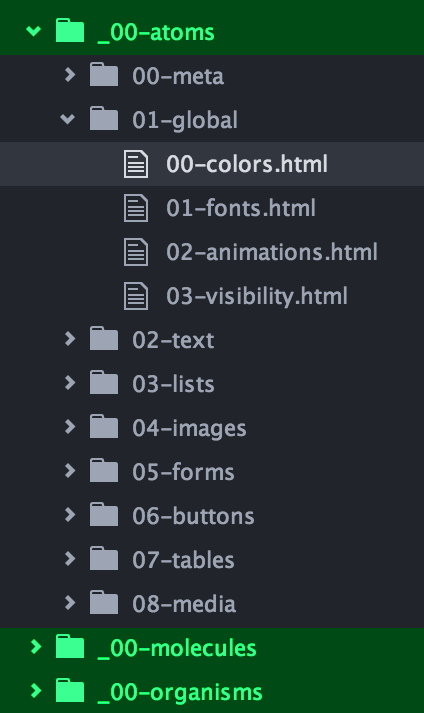 _00-atoms
00-meta
01-global
00-colors.html
01-fonts.html
02-animations.html
03-visibility.html
02-text
03-lists
04-images
05-forms
06-buttons
07-tables
08-media
_00-molecules
_00-organisms